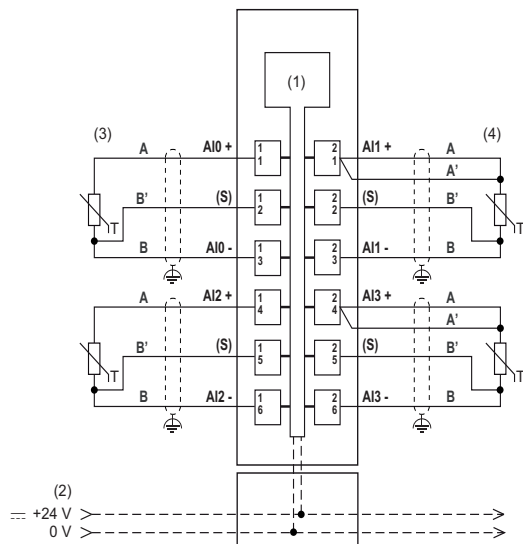 (1)
(3) (4)
A AI0 + 1 1 2 1 AI1 + A
A'
B' (S) 1 2 2 2 (S) B'
T T
B AI0 - 1 3 2 3 AI1 - B
A AI2 + 1 4 2 4 AI3 + A
A'
B' (S) 1 5 2 5 (S) B'
T T
B AI2 - 1 6 2 6 AI3 - B
(2)
+24 V
0 V